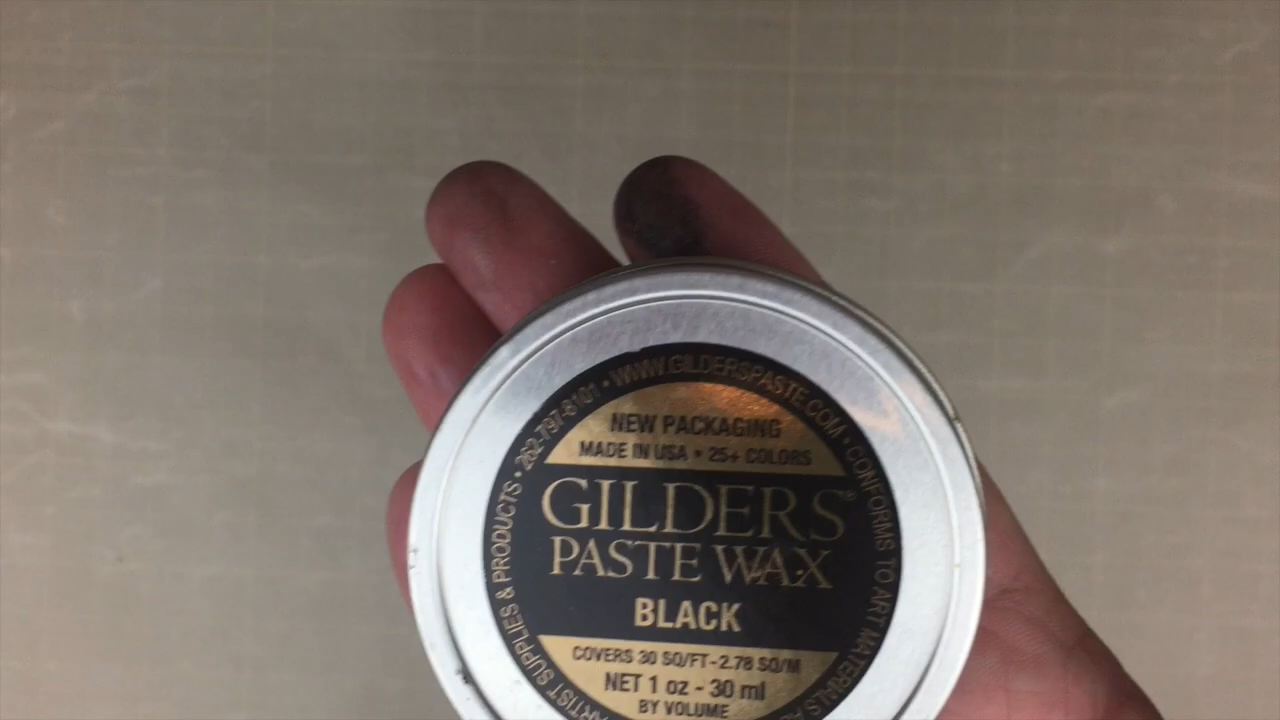 ARTIST SUPPLIES & PRODUCTS • 262-797-8101 • WWW.GILDERSPASTE.COM • CONFORMS TO ART MATERIALS
NEW PACKAGING
MADE IN USA • 25+ COLORS
GILDERS®
PASTE WAX
BLACK
COVERS 30 SQ/FT - 2.78 SQ/M
NET 1 oz - 30 ml
BY VOLUME